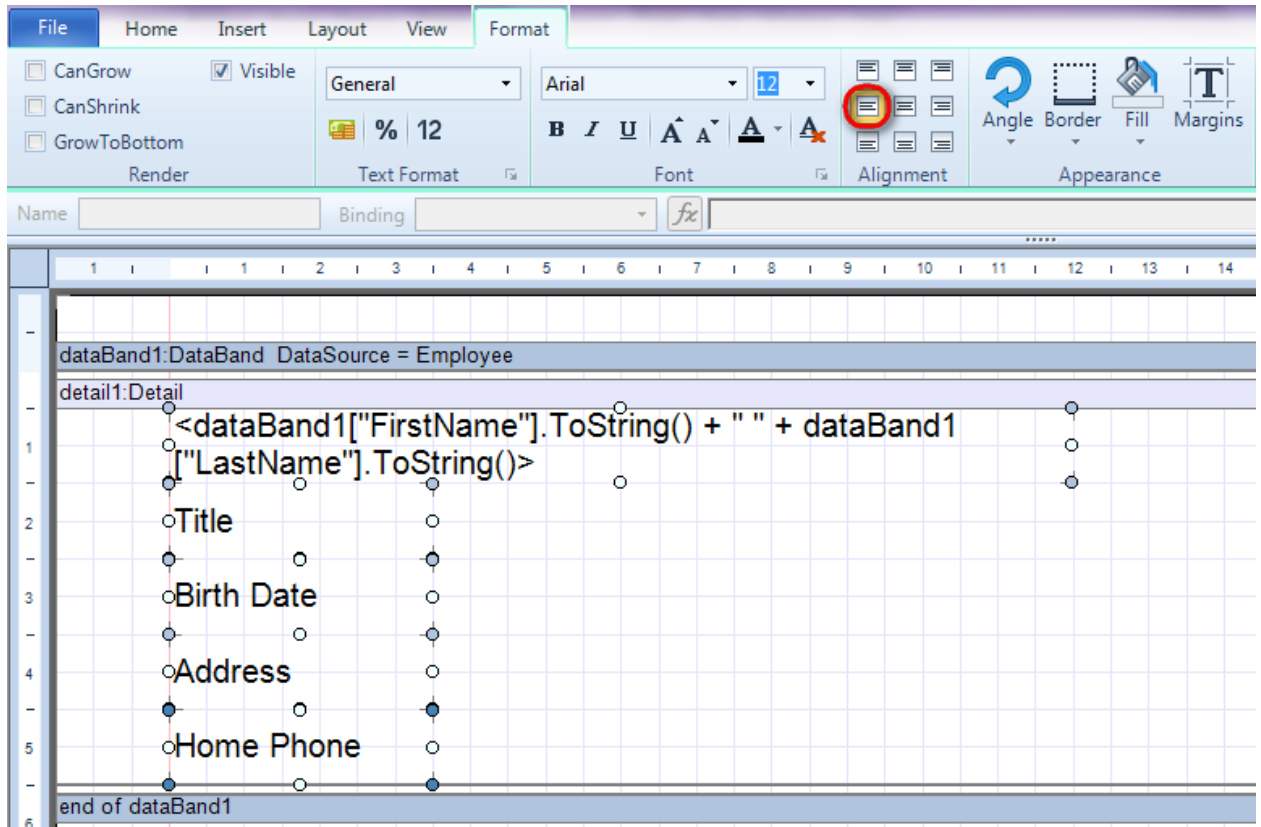 File Home Insert Layout View Format
CanGrow Visible
CanShrink
GrowToBottom
Render
General
% 12
Text Format
Arial 12
B I U A A A A
Font
Alignment
Angle Border Fill T Margins
Appearance
Name Binding fx
1 1 2 3 4 5 6 7 8 9 10 11 12 13 14
dataBand1:DataBand DataSource = Employee
detail1:Detail
<dataBand1["FirstName"].ToString() + " " + dataBand1
1
["LastName"].ToString()>
2 Title
3 Birth Date
4 Address
5 Home Phone
end of dataBand1
6